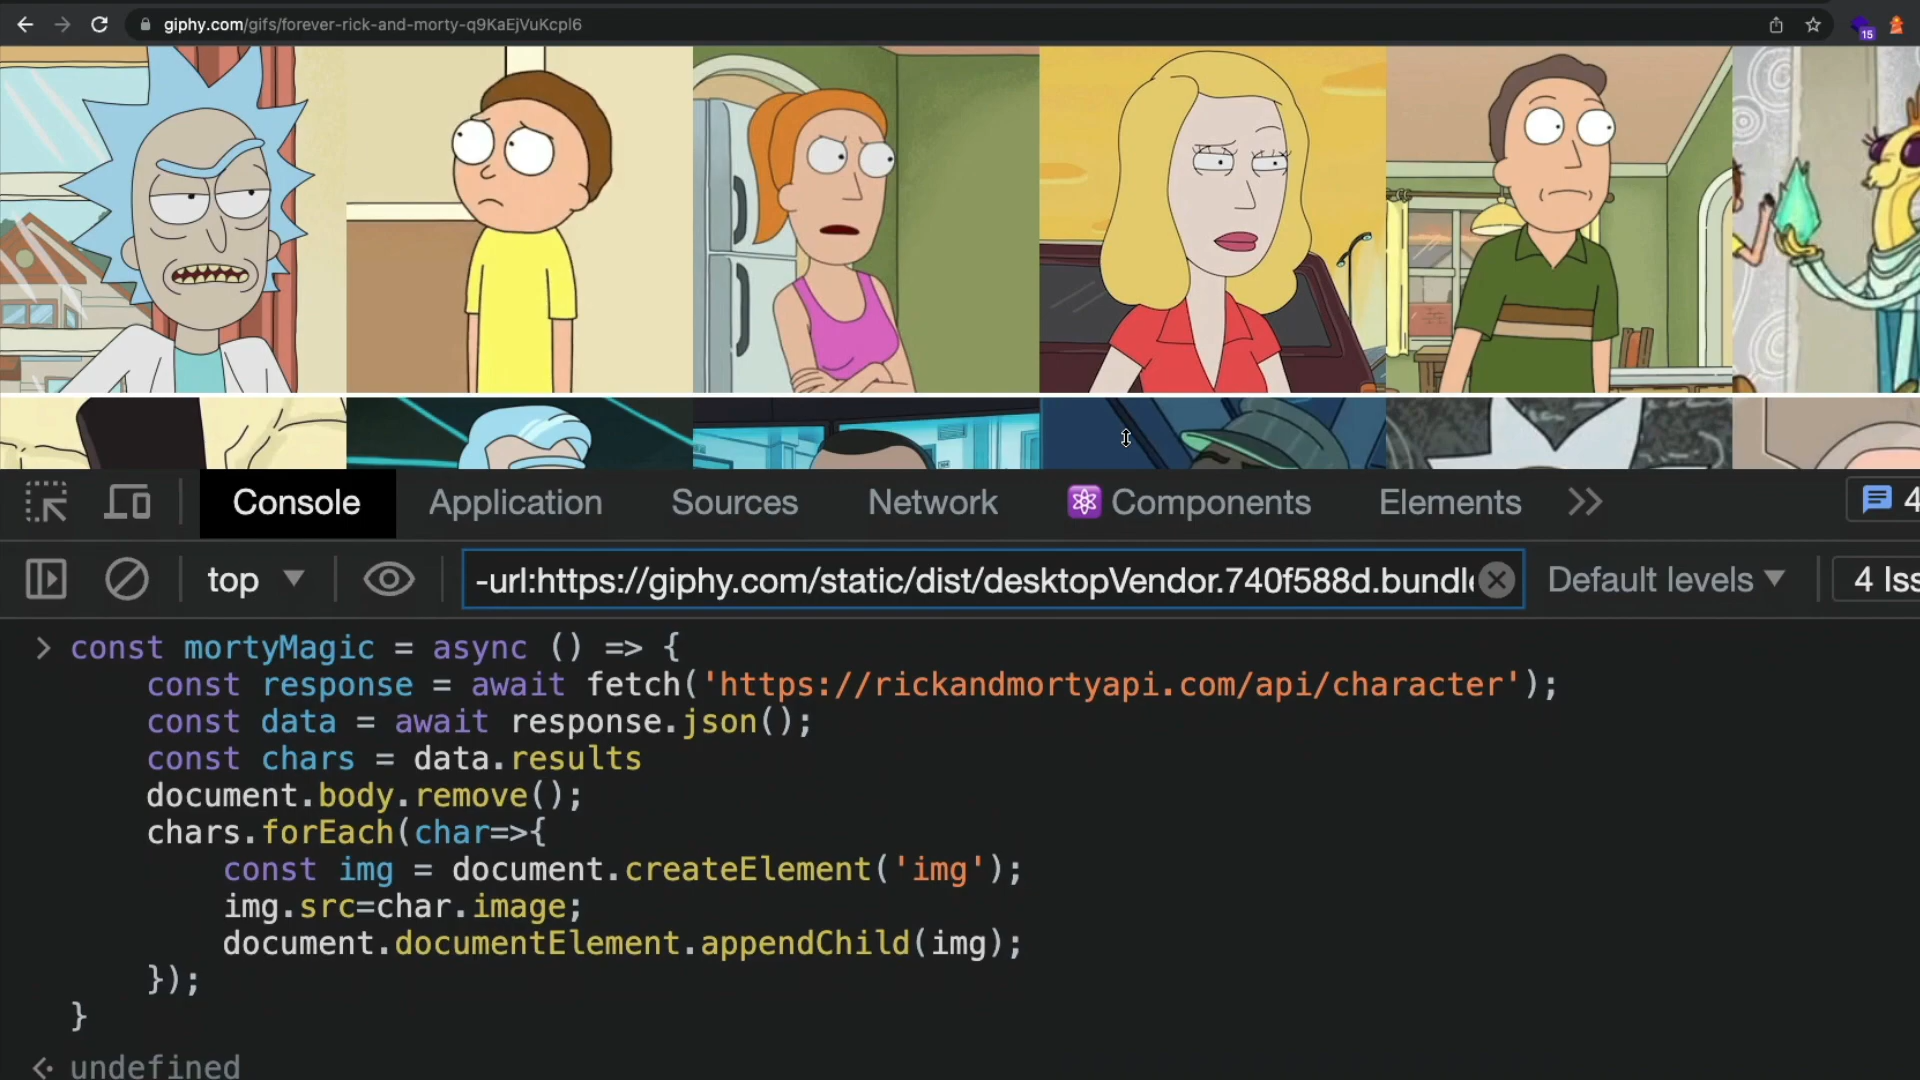 giphy.com/gifs/forever-rick-and-morty-q9KaEjVuKcpI6
15
Console Application Sources Network Components Elements 4
top -url:https://giphy.com/static/dist/desktopVendor.740f588d.bundl Default levels 4 Iss
const mortyMagic = async () => {
const response = await fetch('https://rickandmortyapi.com/api/character');
const data = await response.json();
const chars = data.results
document.body.remove();
chars.forEach(char=>{
const img = document.createElement('img');
img.src=char.image;
document.documentElement.appendChild(img);
});
}
undefined